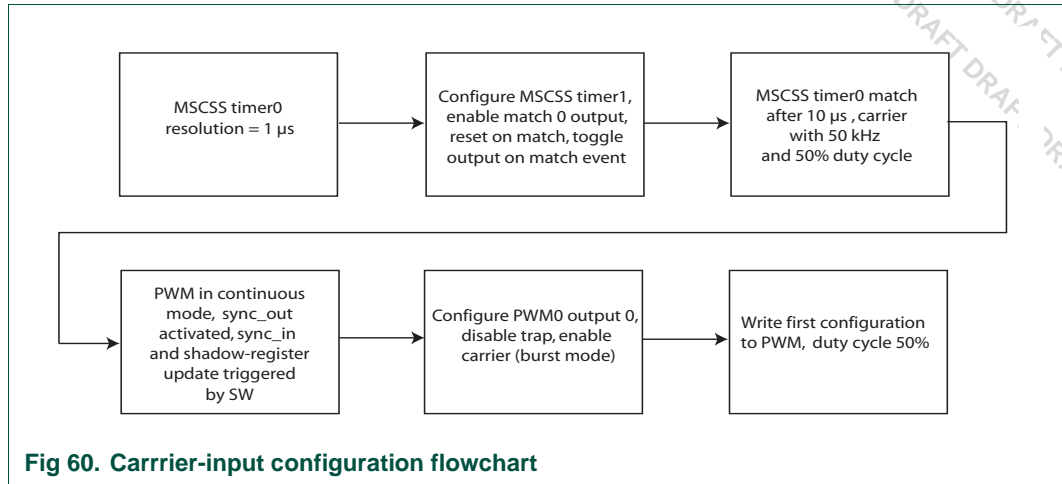 DRAFT
DRAFT DRAFT
MSCSS timer0
resolution = 1 μs
Configure MSCSS timer1,
enable match 0 output,
reset on match, toggle
output on match event
MSCSS timer0 match
after 10 μs , carrier
with 50 kHz
and 50% duty cycle
PWM in continuous
mode, sync_out
activated, sync_in
and shadow-register
update triggered
by SW
Configure PWM0 output 0,
disable trap, enable
carrier (burst mode)
Write first configuration
to PWM, duty cycle 50%
Fig 60. Carrrier-input configuration flowchart